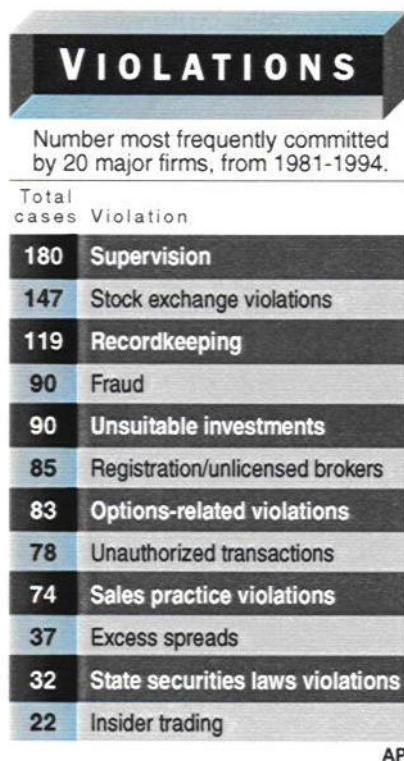 VIOLATIONS
Number most frequently committed
by 20 major firms, from 1981-1994.
Total
cases Violation
180 Supervision
147 Stock exchange violations
119 Recordkeeping
90 Fraud
90 Unsuitable investments
85 Registration/unlicensed brokers
83 Options-related violations
78 Unauthorized transactions
74 Sales practice violations
37 Excess spreads
32 State securities laws violations
22 Insider trading
AP